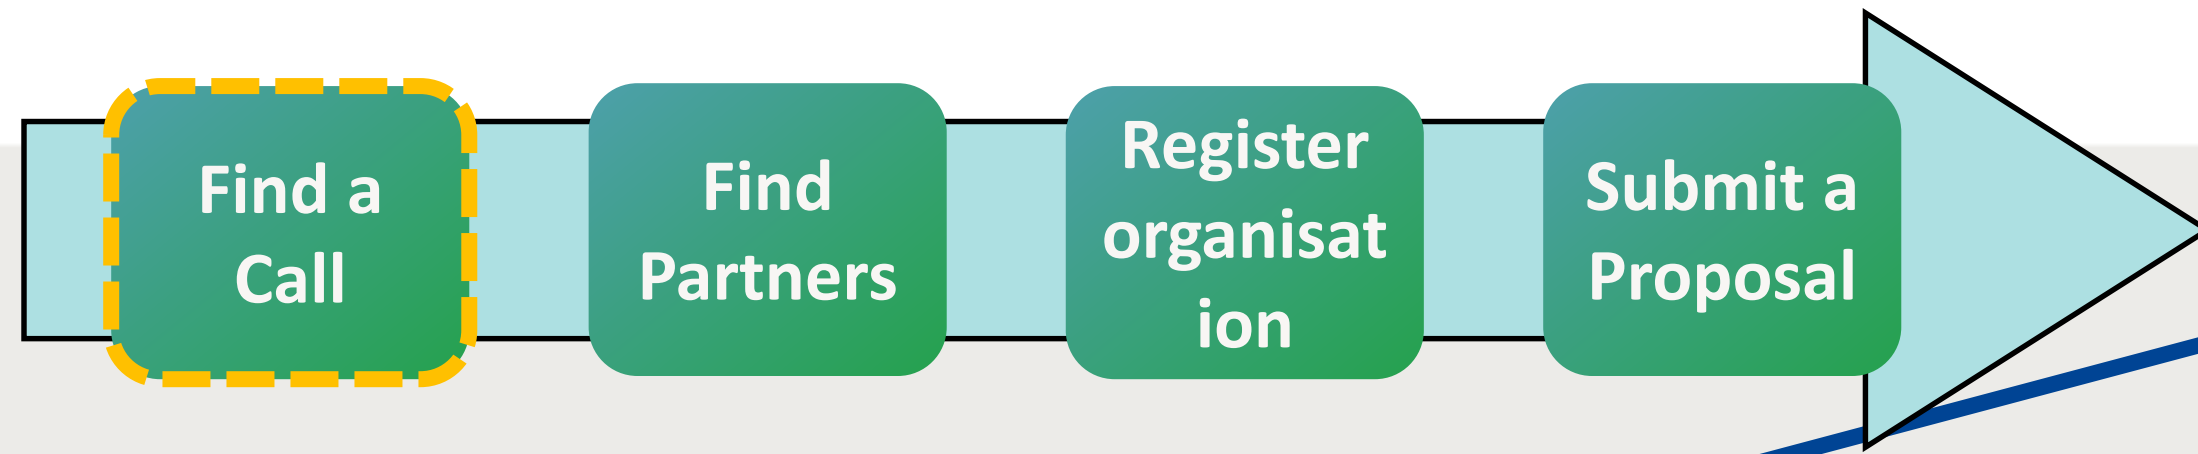 Find a
Call
Find
Partners
Register
organisat
ion
Submit a
Proposal